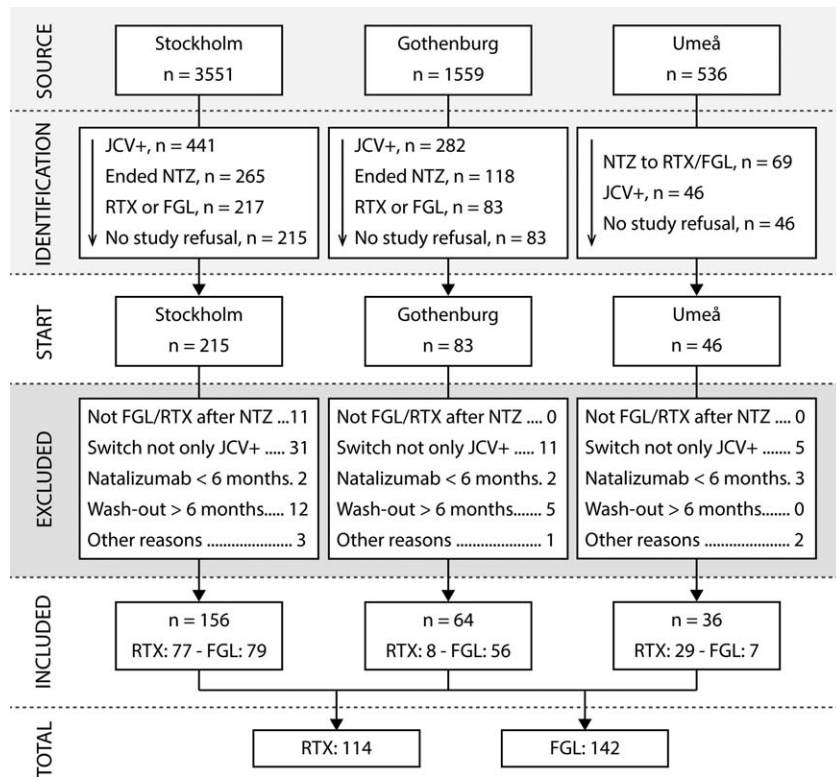 SOURCE
Stockholm
n = 3551
Gothenburg
n = 1559
Umeå
n = 536
IDENTIFICATION
JCV+, n = 441
Ended NTZ, n = 265
RTX or FGL, n = 217
No study refusal, n = 215
JCV+, n = 282
Ended NTZ, n = 118
RTX or FGL, n = 83
No study refusal, n = 83
NTZ to RTX/FGL, n = 69
JCV+, n = 46
No study refusal, n = 46
START
Stockholm
n = 215
Gothenburg
n = 83
Umeå
n = 46
EXCLUDED
Not FGL/RTX after NTZ ... 11
Switch not only JCV+ ..... 31
Natalizumab < 6 months. 2
Wash-out > 6 months..... 12
Other reasons .................... 3
Not FGL/RTX after NTZ .... 0
Switch not only JCV+ ..... 11
Natalizumab < 6 months. 2
Wash-out > 6 months....... 5
Other reasons .................... 1
Not FGL/RTX after NTZ .... 0
Switch not only JCV+ ....... 5
Natalizumab < 6 months. 3
Wash-out > 6 months....... 0
Other reasons .................... 2
INCLUDED
n = 156
RTX: 77 - FGL: 79
n = 64
RTX: 8 - FGL: 56
n = 36
RTX: 29 - FGL: 7
TOTAL
RTX: 114
FGL: 142